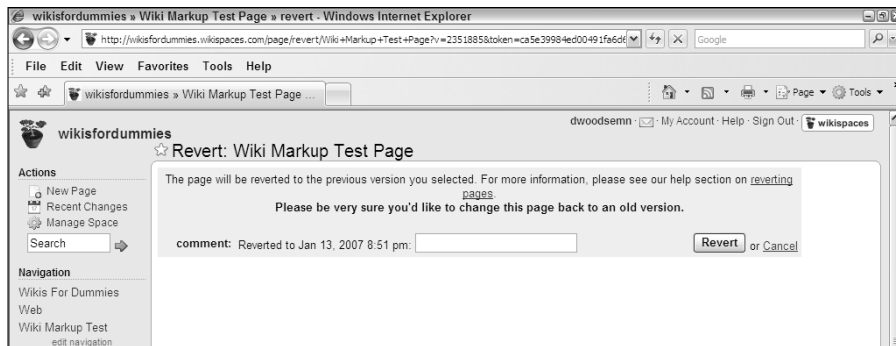 wikisfordummies » Wiki Markup Test Page » revert - Windows Internet Explorer
http://wikisfordummies.wikispaces.com/page/revert/Wiki+Markup+Test+Page?v=2351885&token=ca5e39984ed00491fa6d6
Google
File Edit View Favorites Tools Help
wikisfordummies » Wiki Markup Test Page ...
Page Tools
dwoodsemn · My Account · Help · Sign Out · wikispaces
wikisfordummies
Revert: Wiki Markup Test Page
Actions
New Page
Recent Changes
Manage Space
Search
Navigation
Wikis For Dummies
Web
Wiki Markup Test
edit navigation
The page will be reverted to the previous version you selected. For more information, please see our help section on reverting
pages.
Please be very sure you'd like to change this page back to an old version.
comment: Reverted to Jan 13, 2007 8:51 pm:
Revert or Cancel